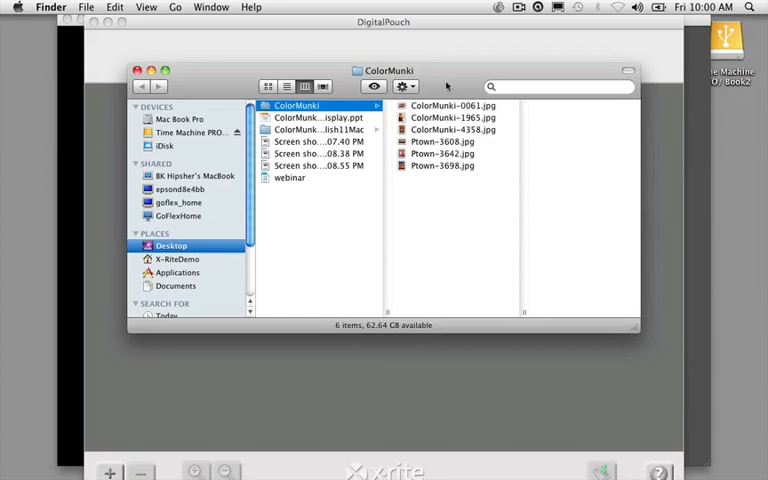 Finder File Edit View Go Window Help Fri 10:00 AM
DigitalPouch
ColorMunki
DEVICES
Mac Book Pro
Time Machine PRO...
iDisk
SHARED
BK Hipsher's MacBook
epsond8e4bb
goflex_home
GoFlexHome
PLACES
Desktop
X-RiteDemo
Applications
Documents
SEARCH FOR
Today
ColorMunki
ColorMunk...isplay.ppt
ColorMunk...lish11Mac
Screen sho....07.40 PM
Screen sho....08.38 PM
Screen sho....08.55 PM
webinar
ColorMunki-0061.jpg
ColorMunki-1965.jpg
ColorMunki-4358.jpg
Ptown-3608.jpg
Ptown-3642.jpg
Ptown-3698.jpg
6 items, 62.64 GB available
me Machine
O / Book2
x·rite